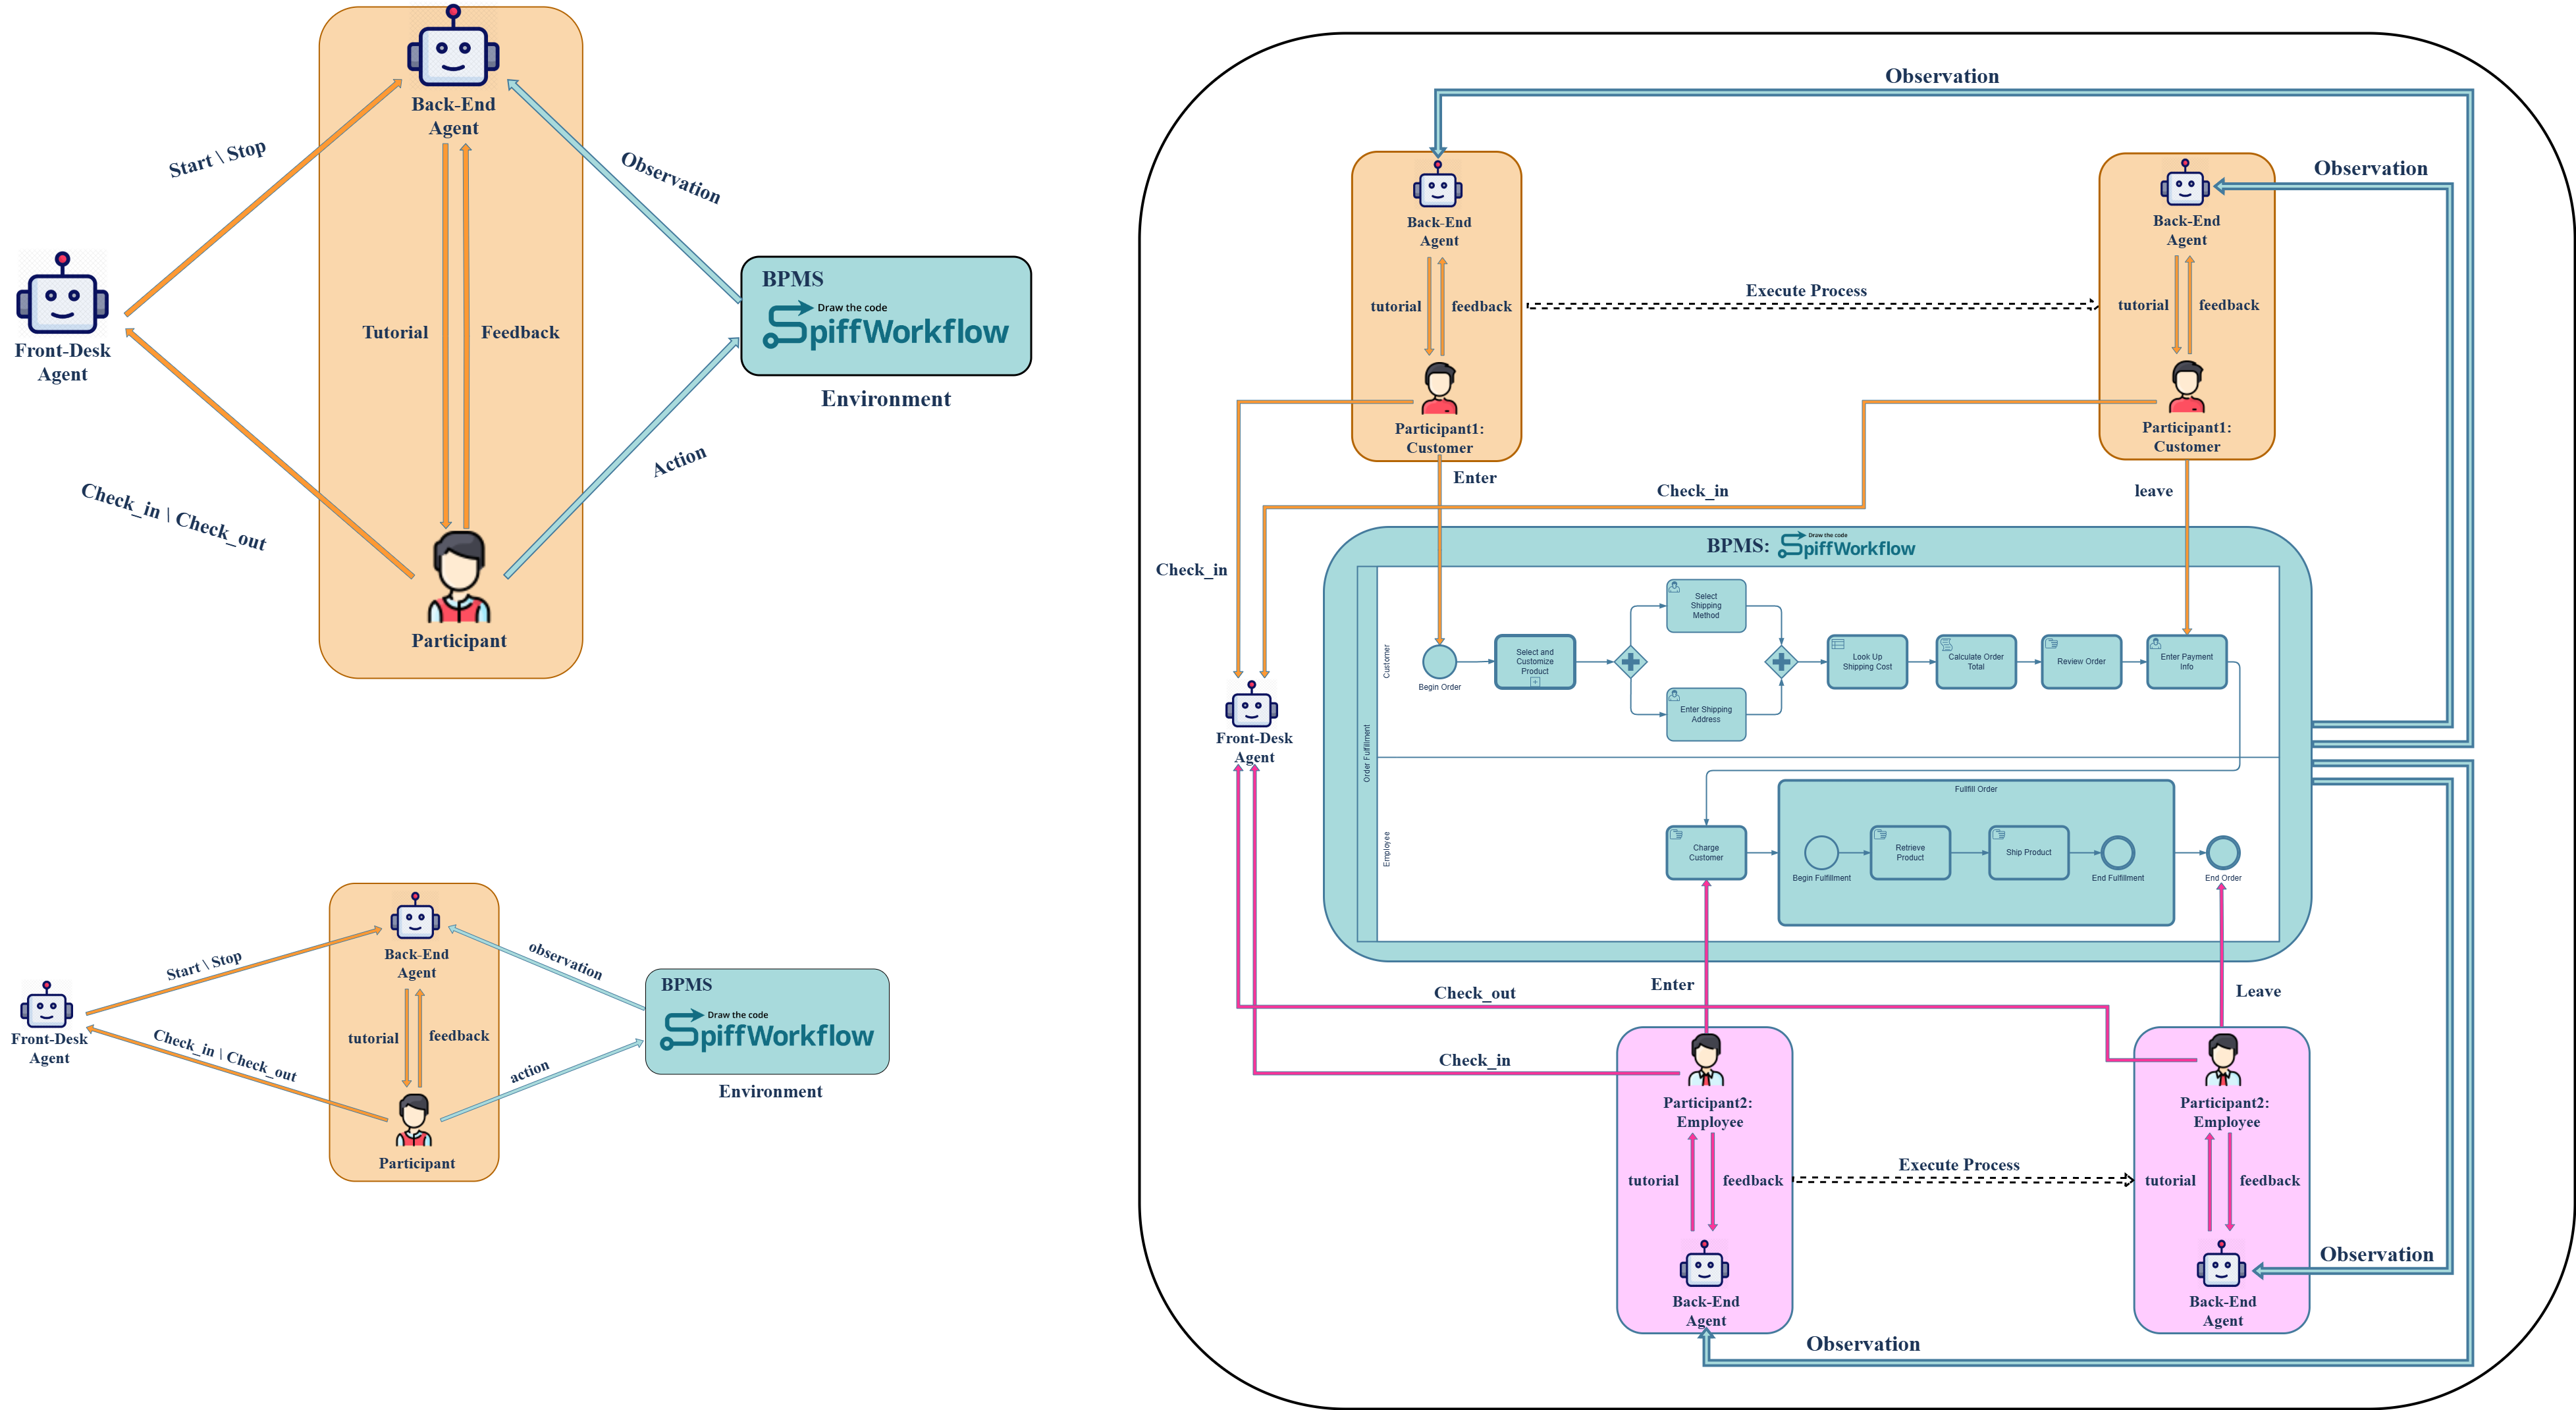 Back-End
Agent
Start \ Stop
Observation
BPMS
Draw the code
SpiffWorkflow
Environment
Front-Desk
Agent
Tutorial
Feedback
Check_in | Check_out
Action
Participant
Back-End
Agent
Start \ Stop
observation
BPMS
Draw the code
SpiffWorkflow
Environment
Front-Desk
Agent
tutorial
feedback
Check_in | Check_out
action
Participant
Observation
Back-End
Agent
tutorial
feedback
Participant1:
Customer
Execute Process
Observation
Back-End
Agent
tutorial
feedback
Participant1:
Customer
Enter
Check_in
leave
Check_in
BPMS:
Draw the code
SpiffWorkflow
Order Fulfillment
Customer
Begin Order
Select and
Customize
Product
Select
Shipping
Method
Enter Shipping
Address
Look Up
Shipping Cost
Calculate Order
Total
Review Order
Enter Payment
Info
Front-Desk
Agent
Employee
Charge
Customer
Fullfill Order
Begin Fulfillment
Retrieve
Product
Ship Product
End Fulfillment
End Order
Enter
Check_out
Leave
Check_in
Participant2:
Employee
tutorial
feedback
Back-End
Agent
Execute Process
Participant2:
Employee
tutorial
feedback
Back-End
Agent
Observation
Observation